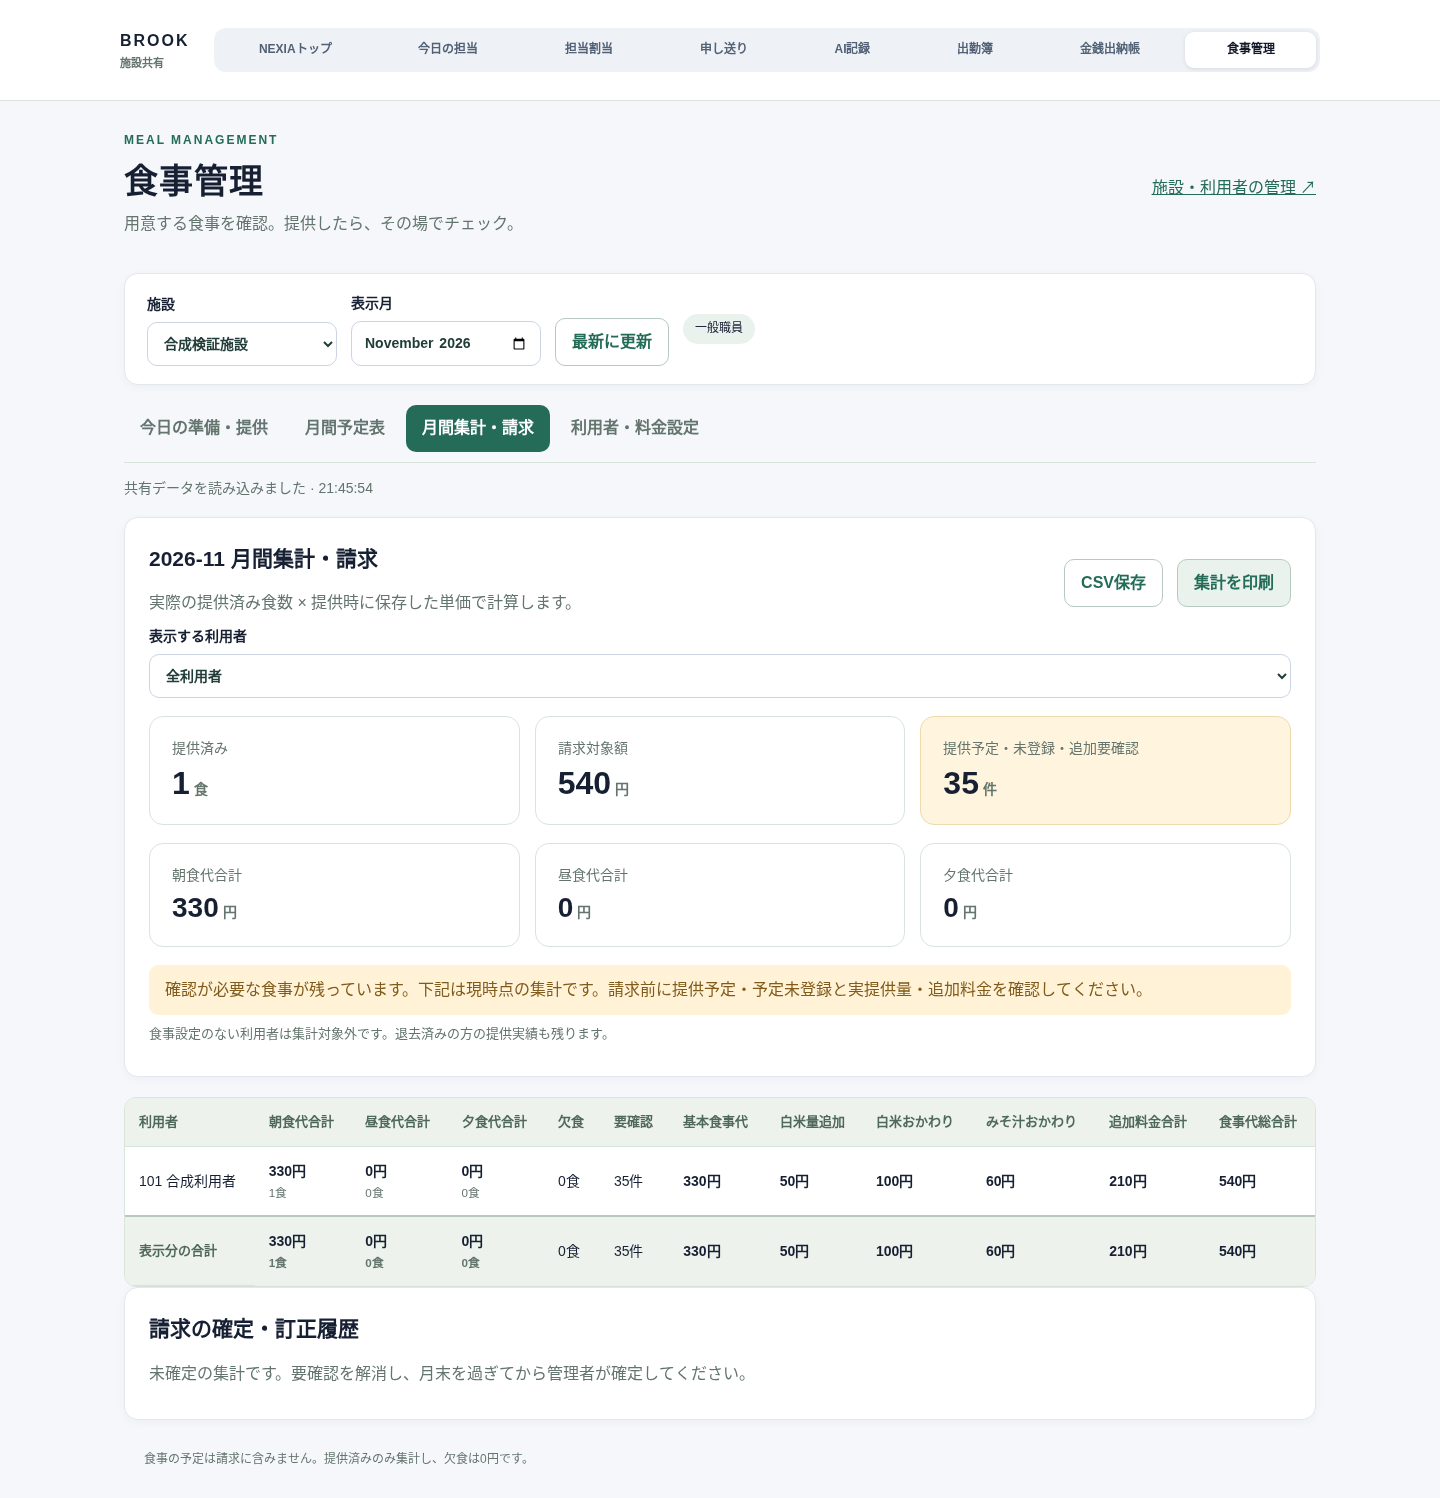 BROOK
施設共有
NEXIAトップ
今日の担当
担当割当
申し送り
AI記録
出勤簿
金銭出納帳
食事管理
MEAL MANAGEMENT
食事管理
施設・利用者の管理 ↗
用意する食事を確認。提供したら、その場でチェック。
施設
表示月
合成検証施設
November 2026
最新に更新
一般職員
今日の準備・提供
月間予定表
月間集計・請求
利用者・料金設定
共有データを読み込みました · 21:45:54
2026-11 月間集計・請求
実際の提供済み食数 × 提供時に保存した単価で計算します。
CSV保存
集計を印刷
表示する利用者
全利用者
提供済み
1 食
請求対象額
540 円
提供予定・未登録・追加要確認
35 件
朝食代合計
330 円
昼食代合計
0 円
夕食代合計
0 円
確認が必要な食事が残っています。下記は現時点の集計です。請求前に提供予定・予定未登録と実提供量・追加料金を確認してください。
食事設定のない利用者は集計対象外です。退去済みの方の提供実績も残ります。
利用者 朝食代合計 昼食代合計 夕食代合計 欠食 要確認 基本食事代 白米量追加 白米おかわり みそ汁おかわり 追加料金合計 食事代総合計
101 合成利用者 330円 0円 0円 0食 35件 330円 50円 100円 60円 210円 540円
1食 0食 0食
表示分の合計 330円 0円 0円 0食 35件 330円 50円 100円 60円 210円 540円
1食 0食 0食
請求の確定・訂正履歴
未確定の集計です。要確認を解消し、月末を過ぎてから管理者が確定してください。
食事の予定は請求に含みません。提供済みのみ集計し、欠食は0円です。